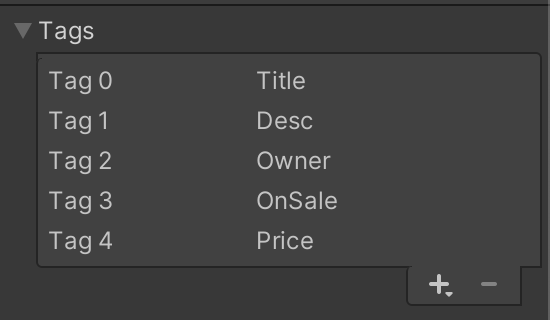 Tags
Tag 0 Title
Tag 1 Desc
Tag 2 Owner
Tag 3 OnSale
Tag 4 Price